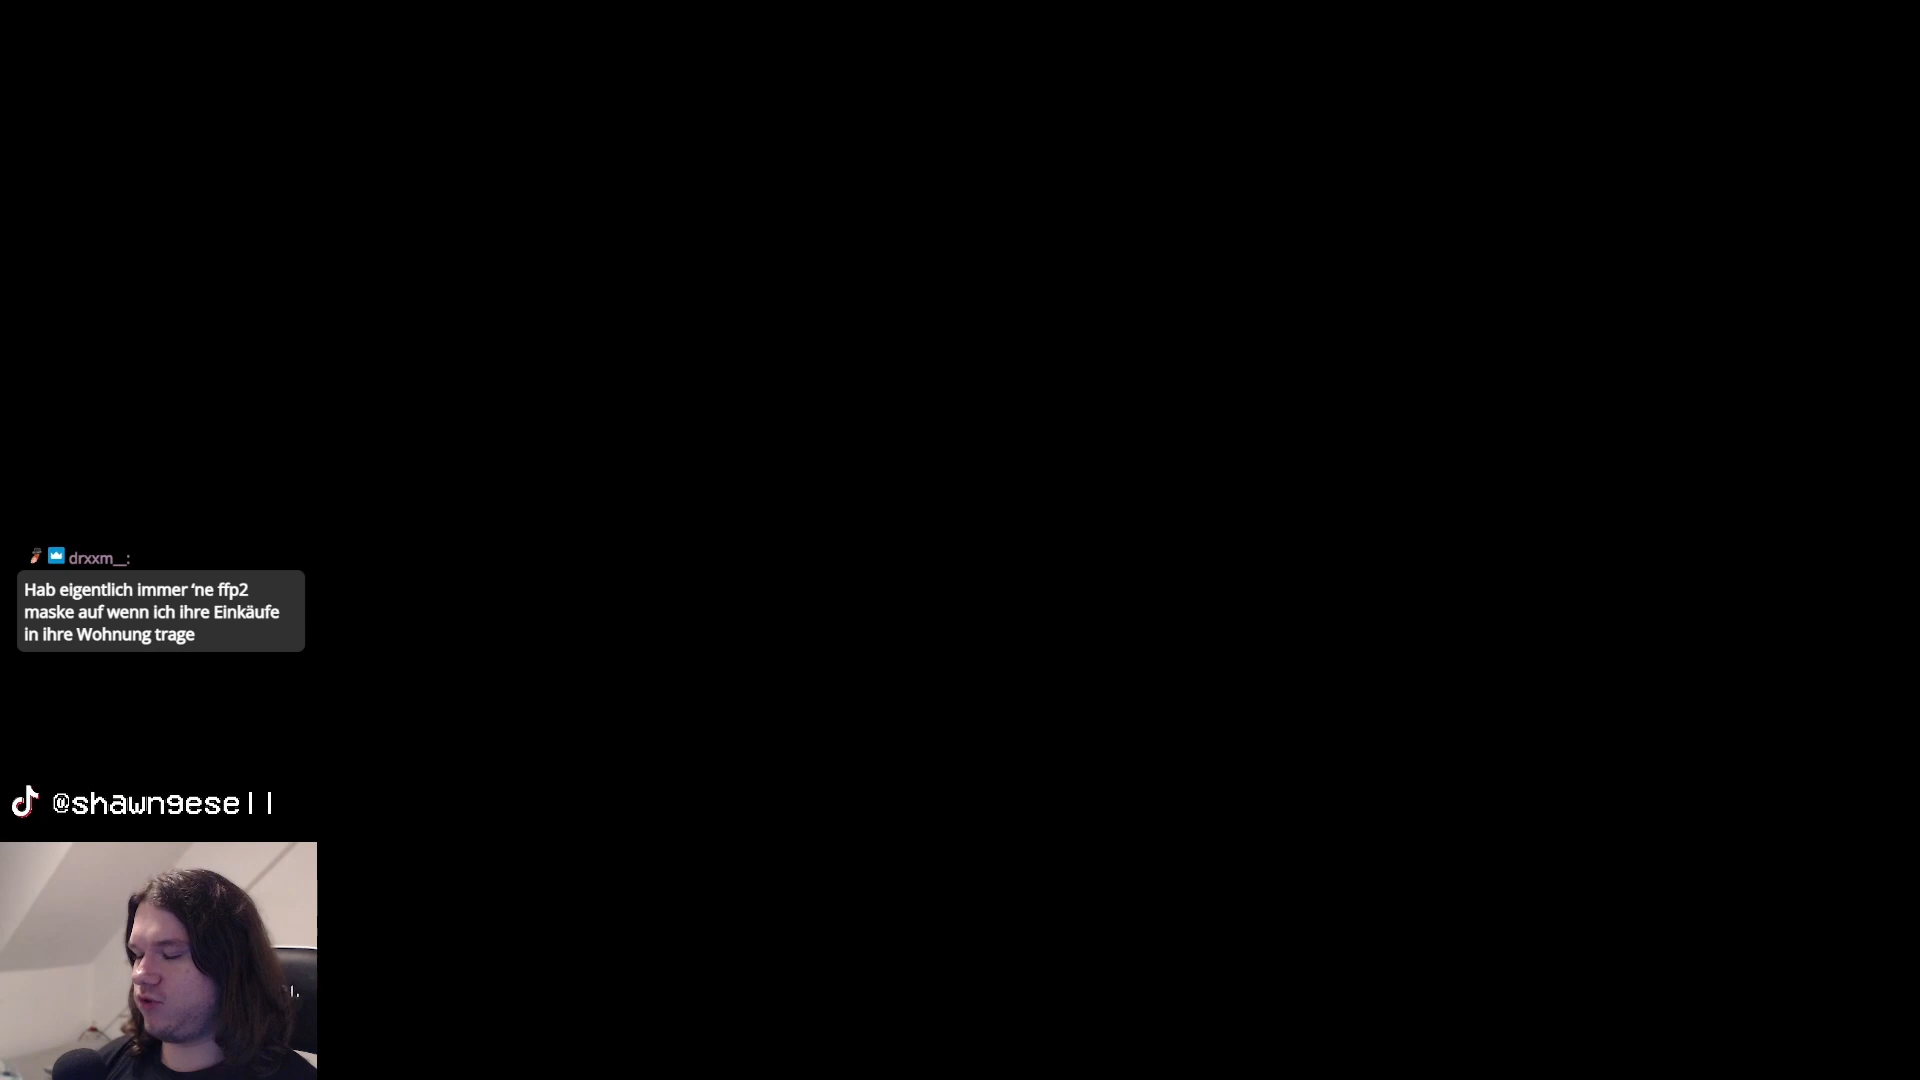 drxxm__:
Hab eigentlich immer ‘ne ffp2
maske auf wenn ich ihre Einkäufe
in ihre Wohnung trage
@shawngesell